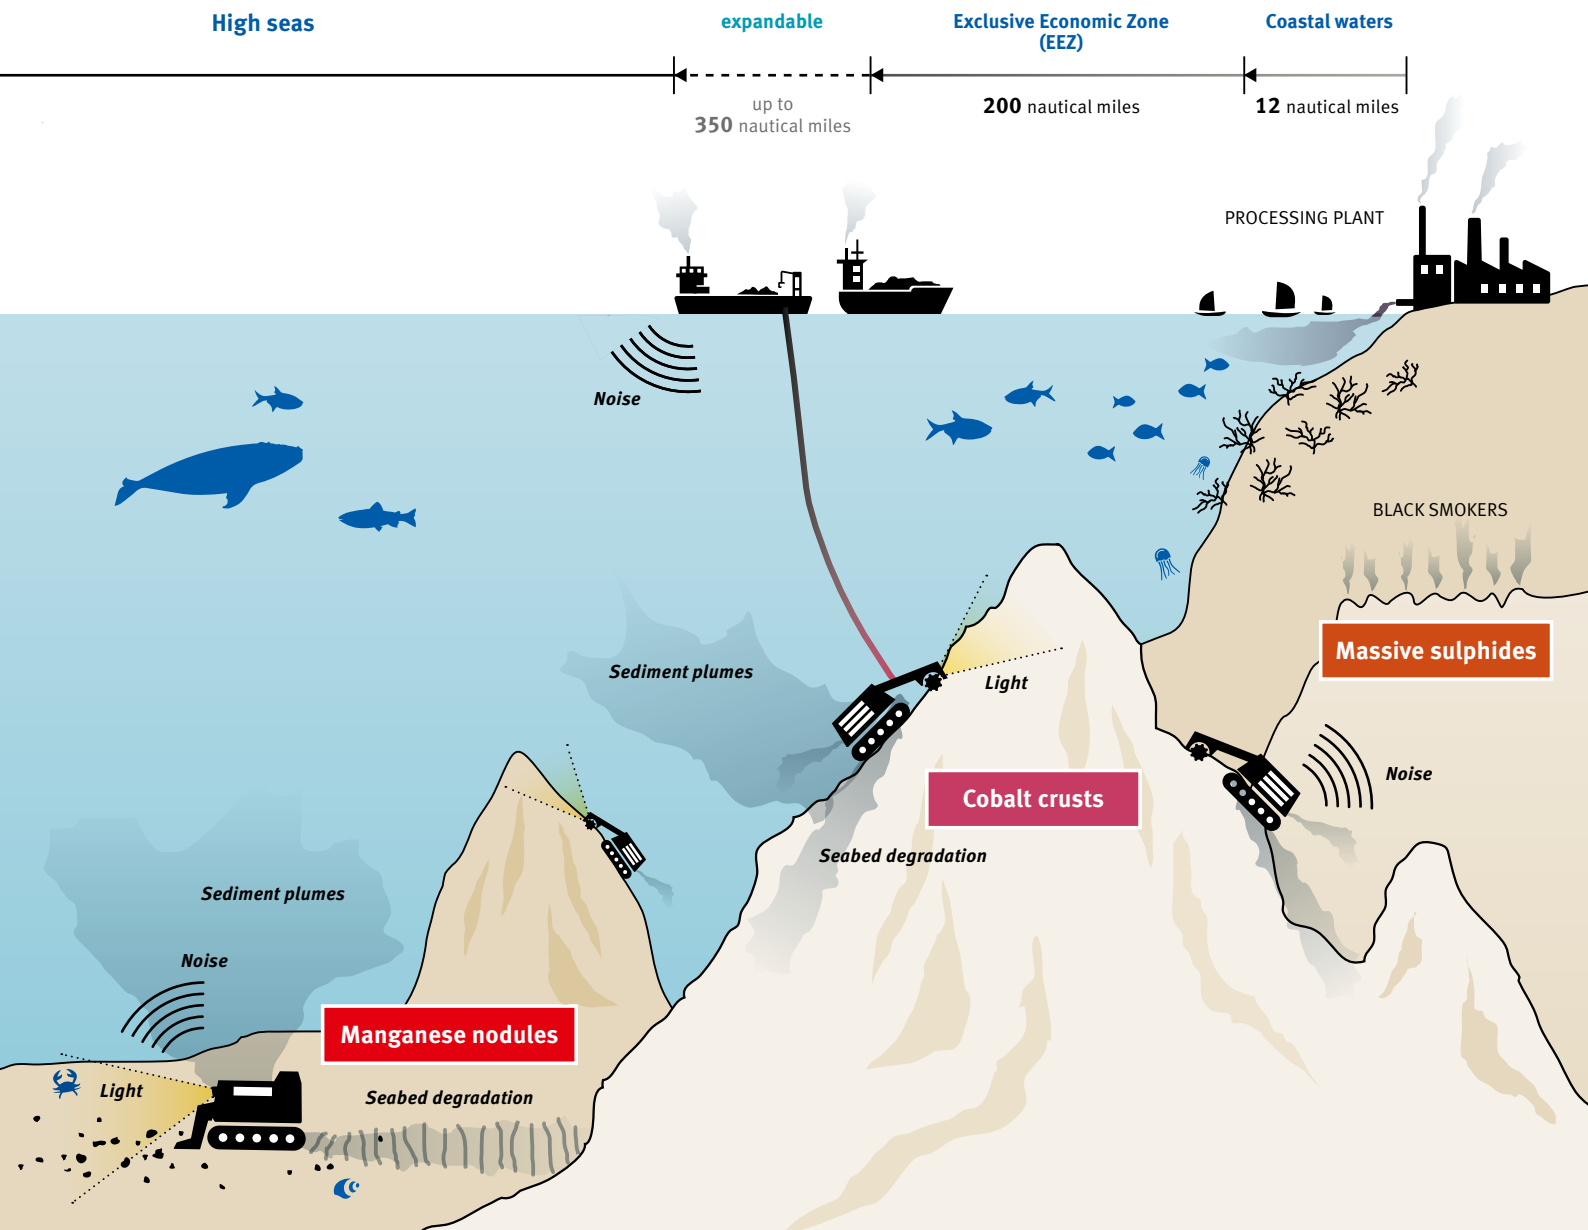 High seas
expandable
Exclusive Economic Zone
(EEZ)
Coastal waters
up to
350 nautical miles
200 nautical miles
12 nautical miles
PROCESSING PLANT
Noise
BLACK SMOKERS
Massive sulphides
Sediment plumes
Light
Noise
Cobalt crusts
Seabed degradation
Sediment plumes
Noise
Manganese nodules
Light
Seabed degradation